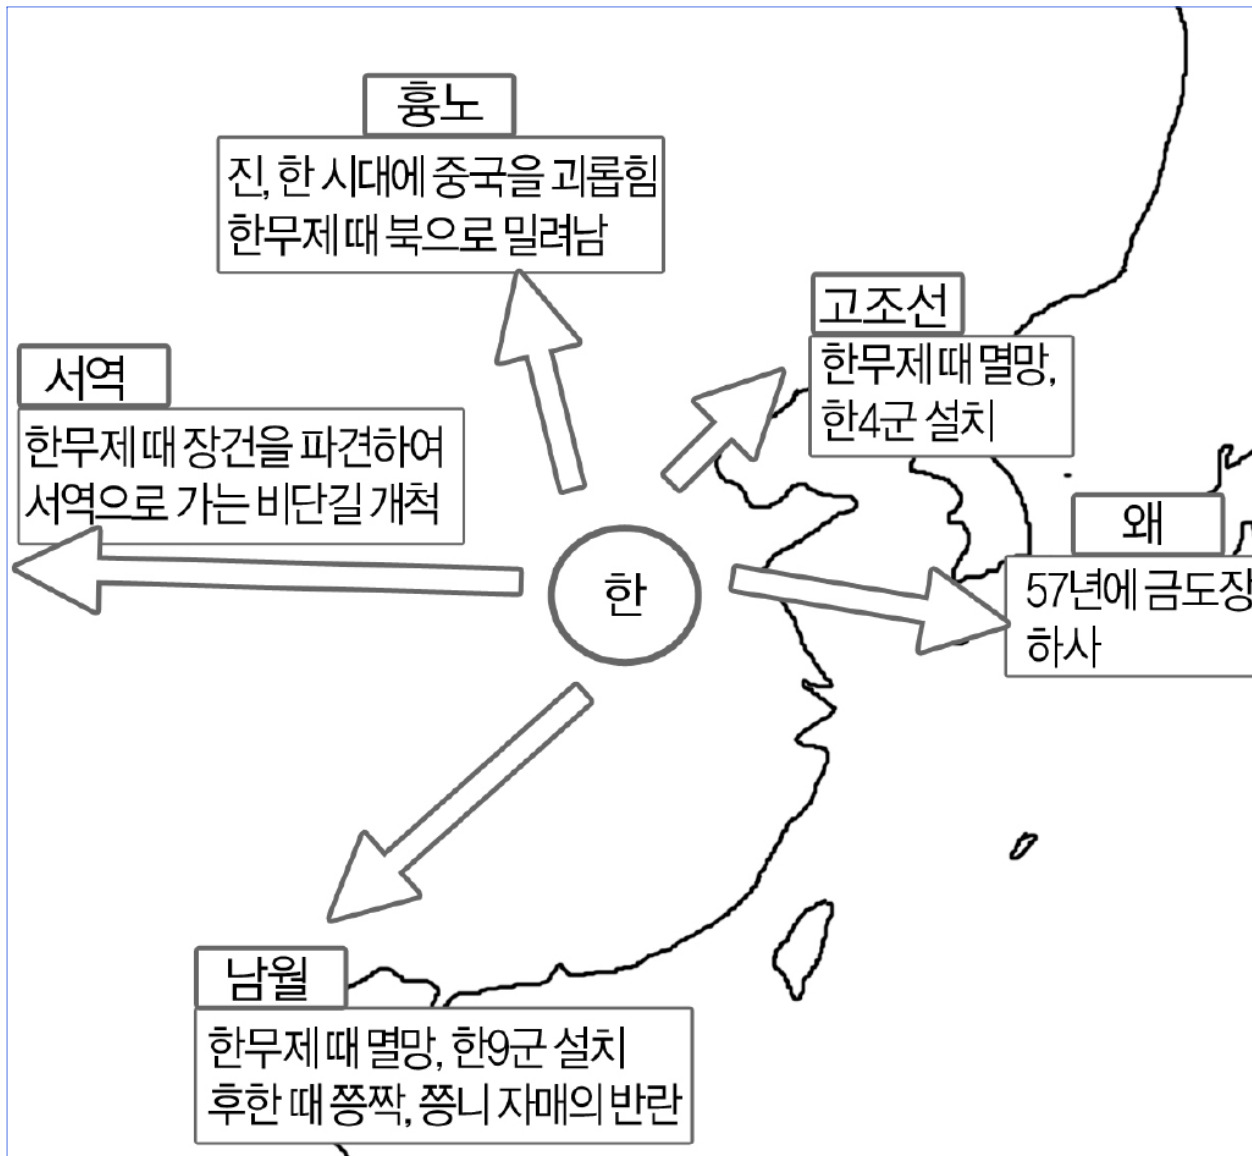 흉노
진, 한 시대에 중국을 괴롭힘
한무제 때 북으로 밀려남
고조선
한무제 때 멸망,
한4군 설치
서역
한무제 때 장건을 파견하여
서역으로 가는 비단길 개척
왜
57년에 금도장
하사
한
남월
한무제 때 멸망, 한9군 설치
후한 때 쯩짝, 쯩니 자매의 반란